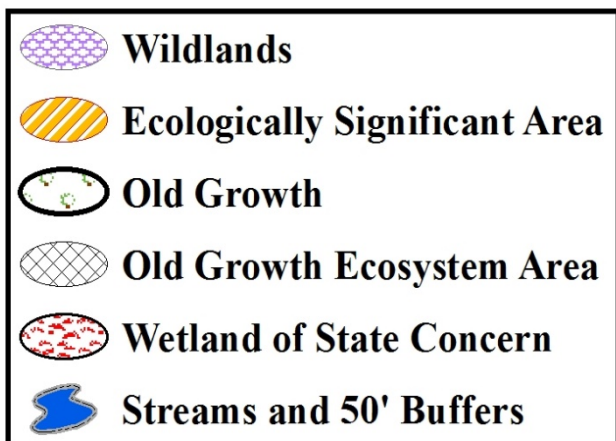 Wildlands
Ecologically Significant Area
Old Growth
Old Growth Ecosystem Area
Wetland of State Concern
Streams and 50' Buffers